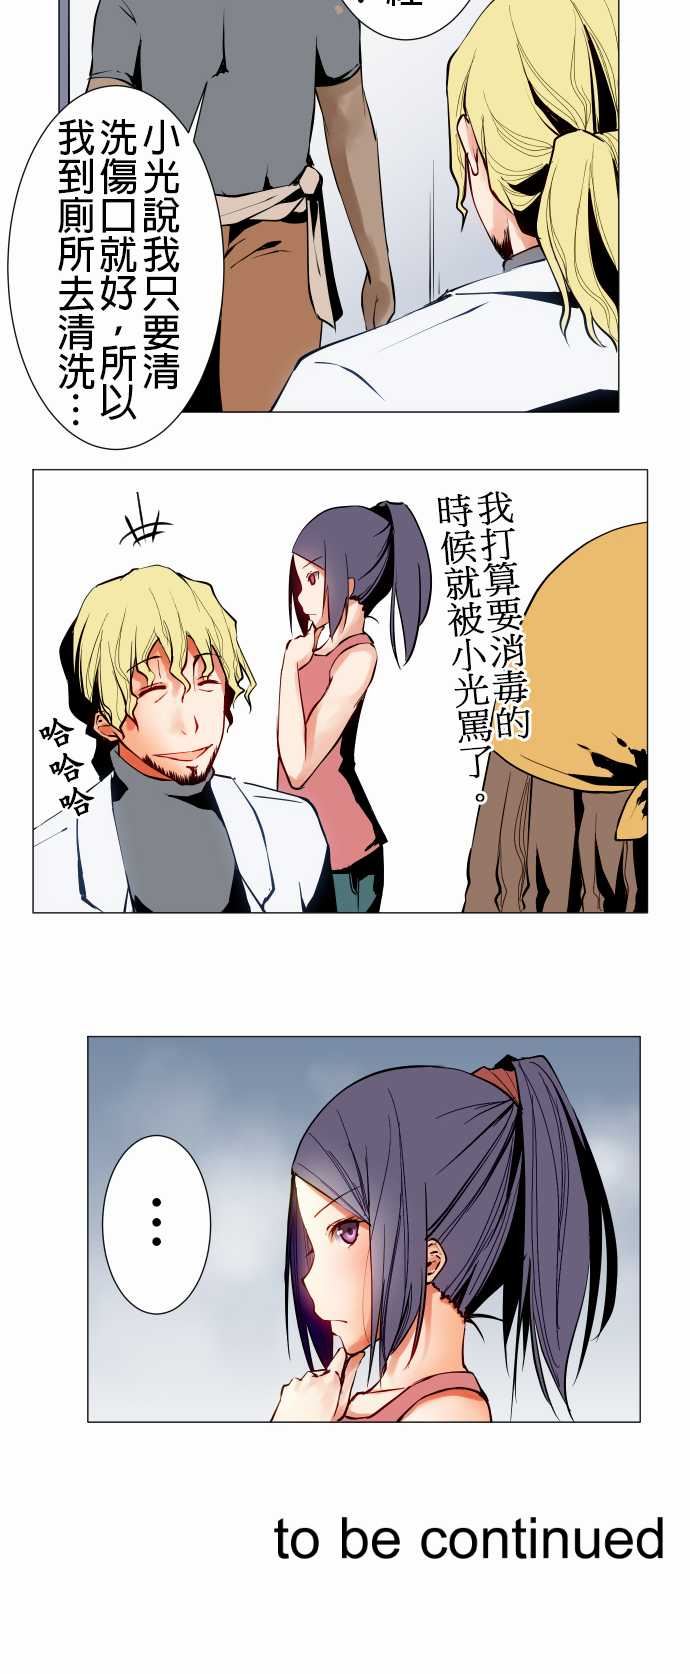 小光說我只要清
洗傷口就好，所以
我到廁所去清洗…
我打算要消毒的
時候就被小光罵了。
哈哈哈
…
to be continued